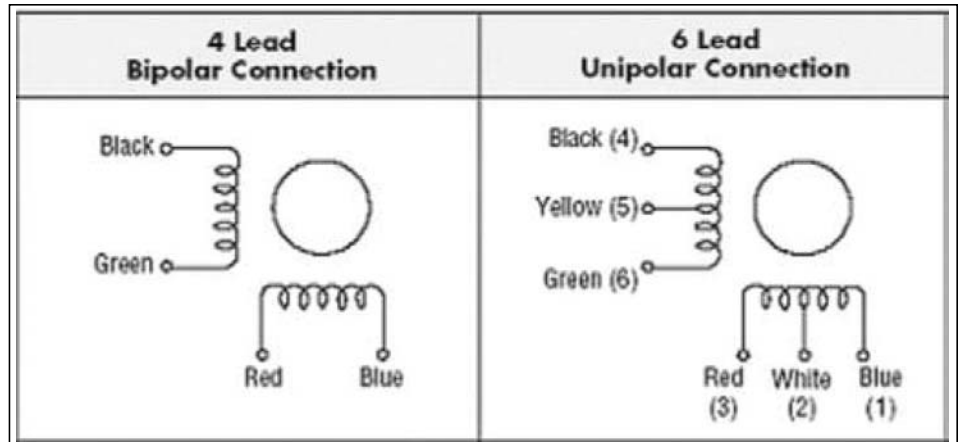 4 Lead
Bipolar Connection
6 Lead
Unipolar Connection
Black
Green
Red
Blue
Black (4)
Yellow (5)
Green (6)
Red
(3)
White
(2)
Blue
(1)